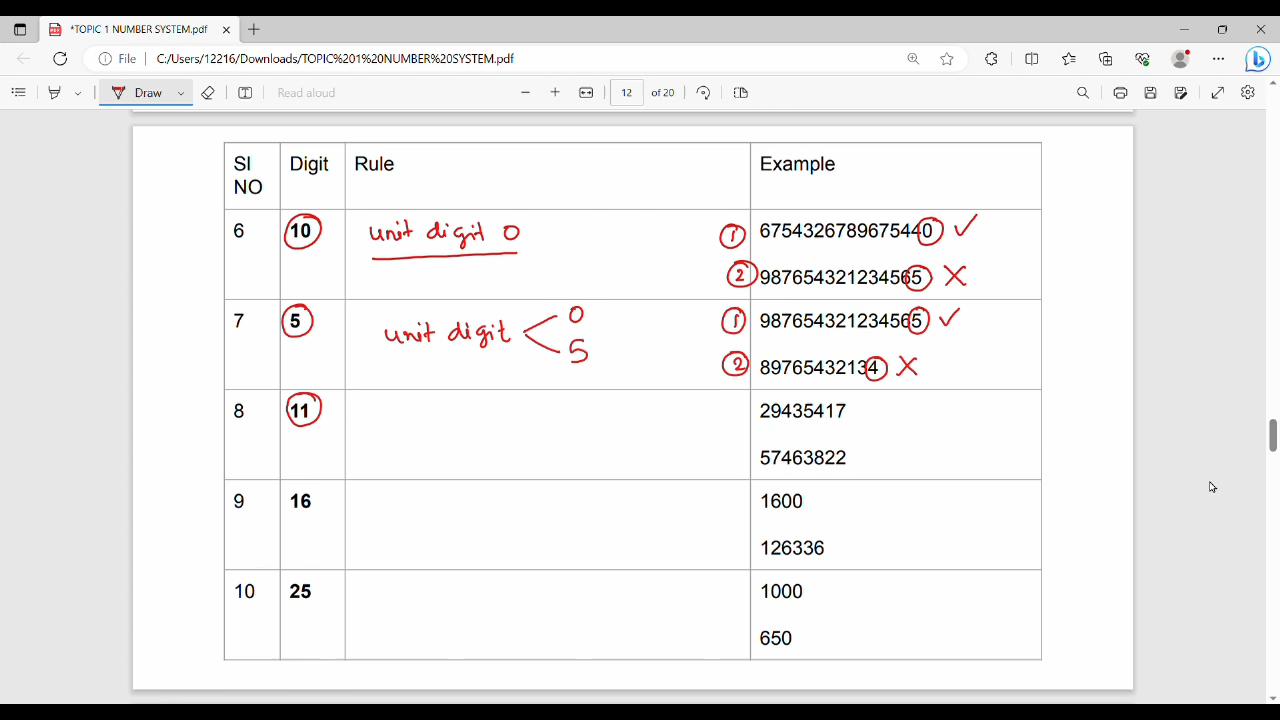 *TOPIC 1 NUMBER SYSTEM.pdf
File C:/Users/12216/Downloads/TOPIC%201%20NUMBER%20SYSTEM.pdf
Draw Read aloud 12 of 20
SI NO Digit Rule Example
6 10 unit digit 0 1 6754326789675440
2 987654321234565
7 5 unit digit 0 5 1 987654321234565
2 89765432134
8 11 29435417
57463822
9 16 1600
126336
10 25 1000
650